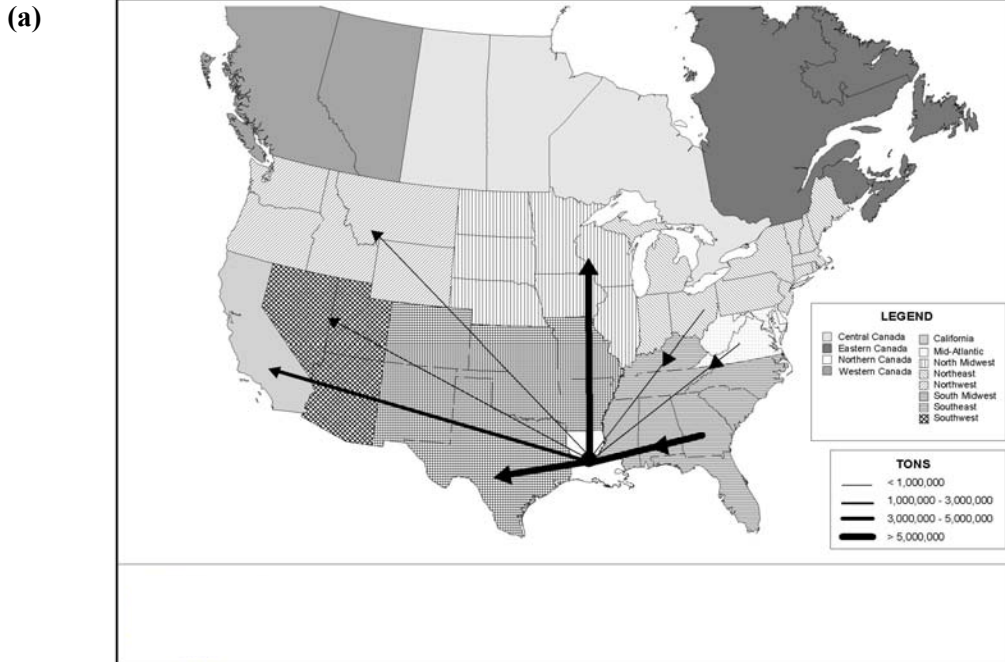 (a)
LEGEND
Central Canada
Eastern Canada
Northern Canada
Western Canada
California
Mid-Atlantic
North Midwest
Northeast
Northwest
South Midwest
Southeast
Southwest
TONS
< 1,000,000
1,000,000 - 3,000,000
3,000,000 - 5,000,000
> 5,000,000